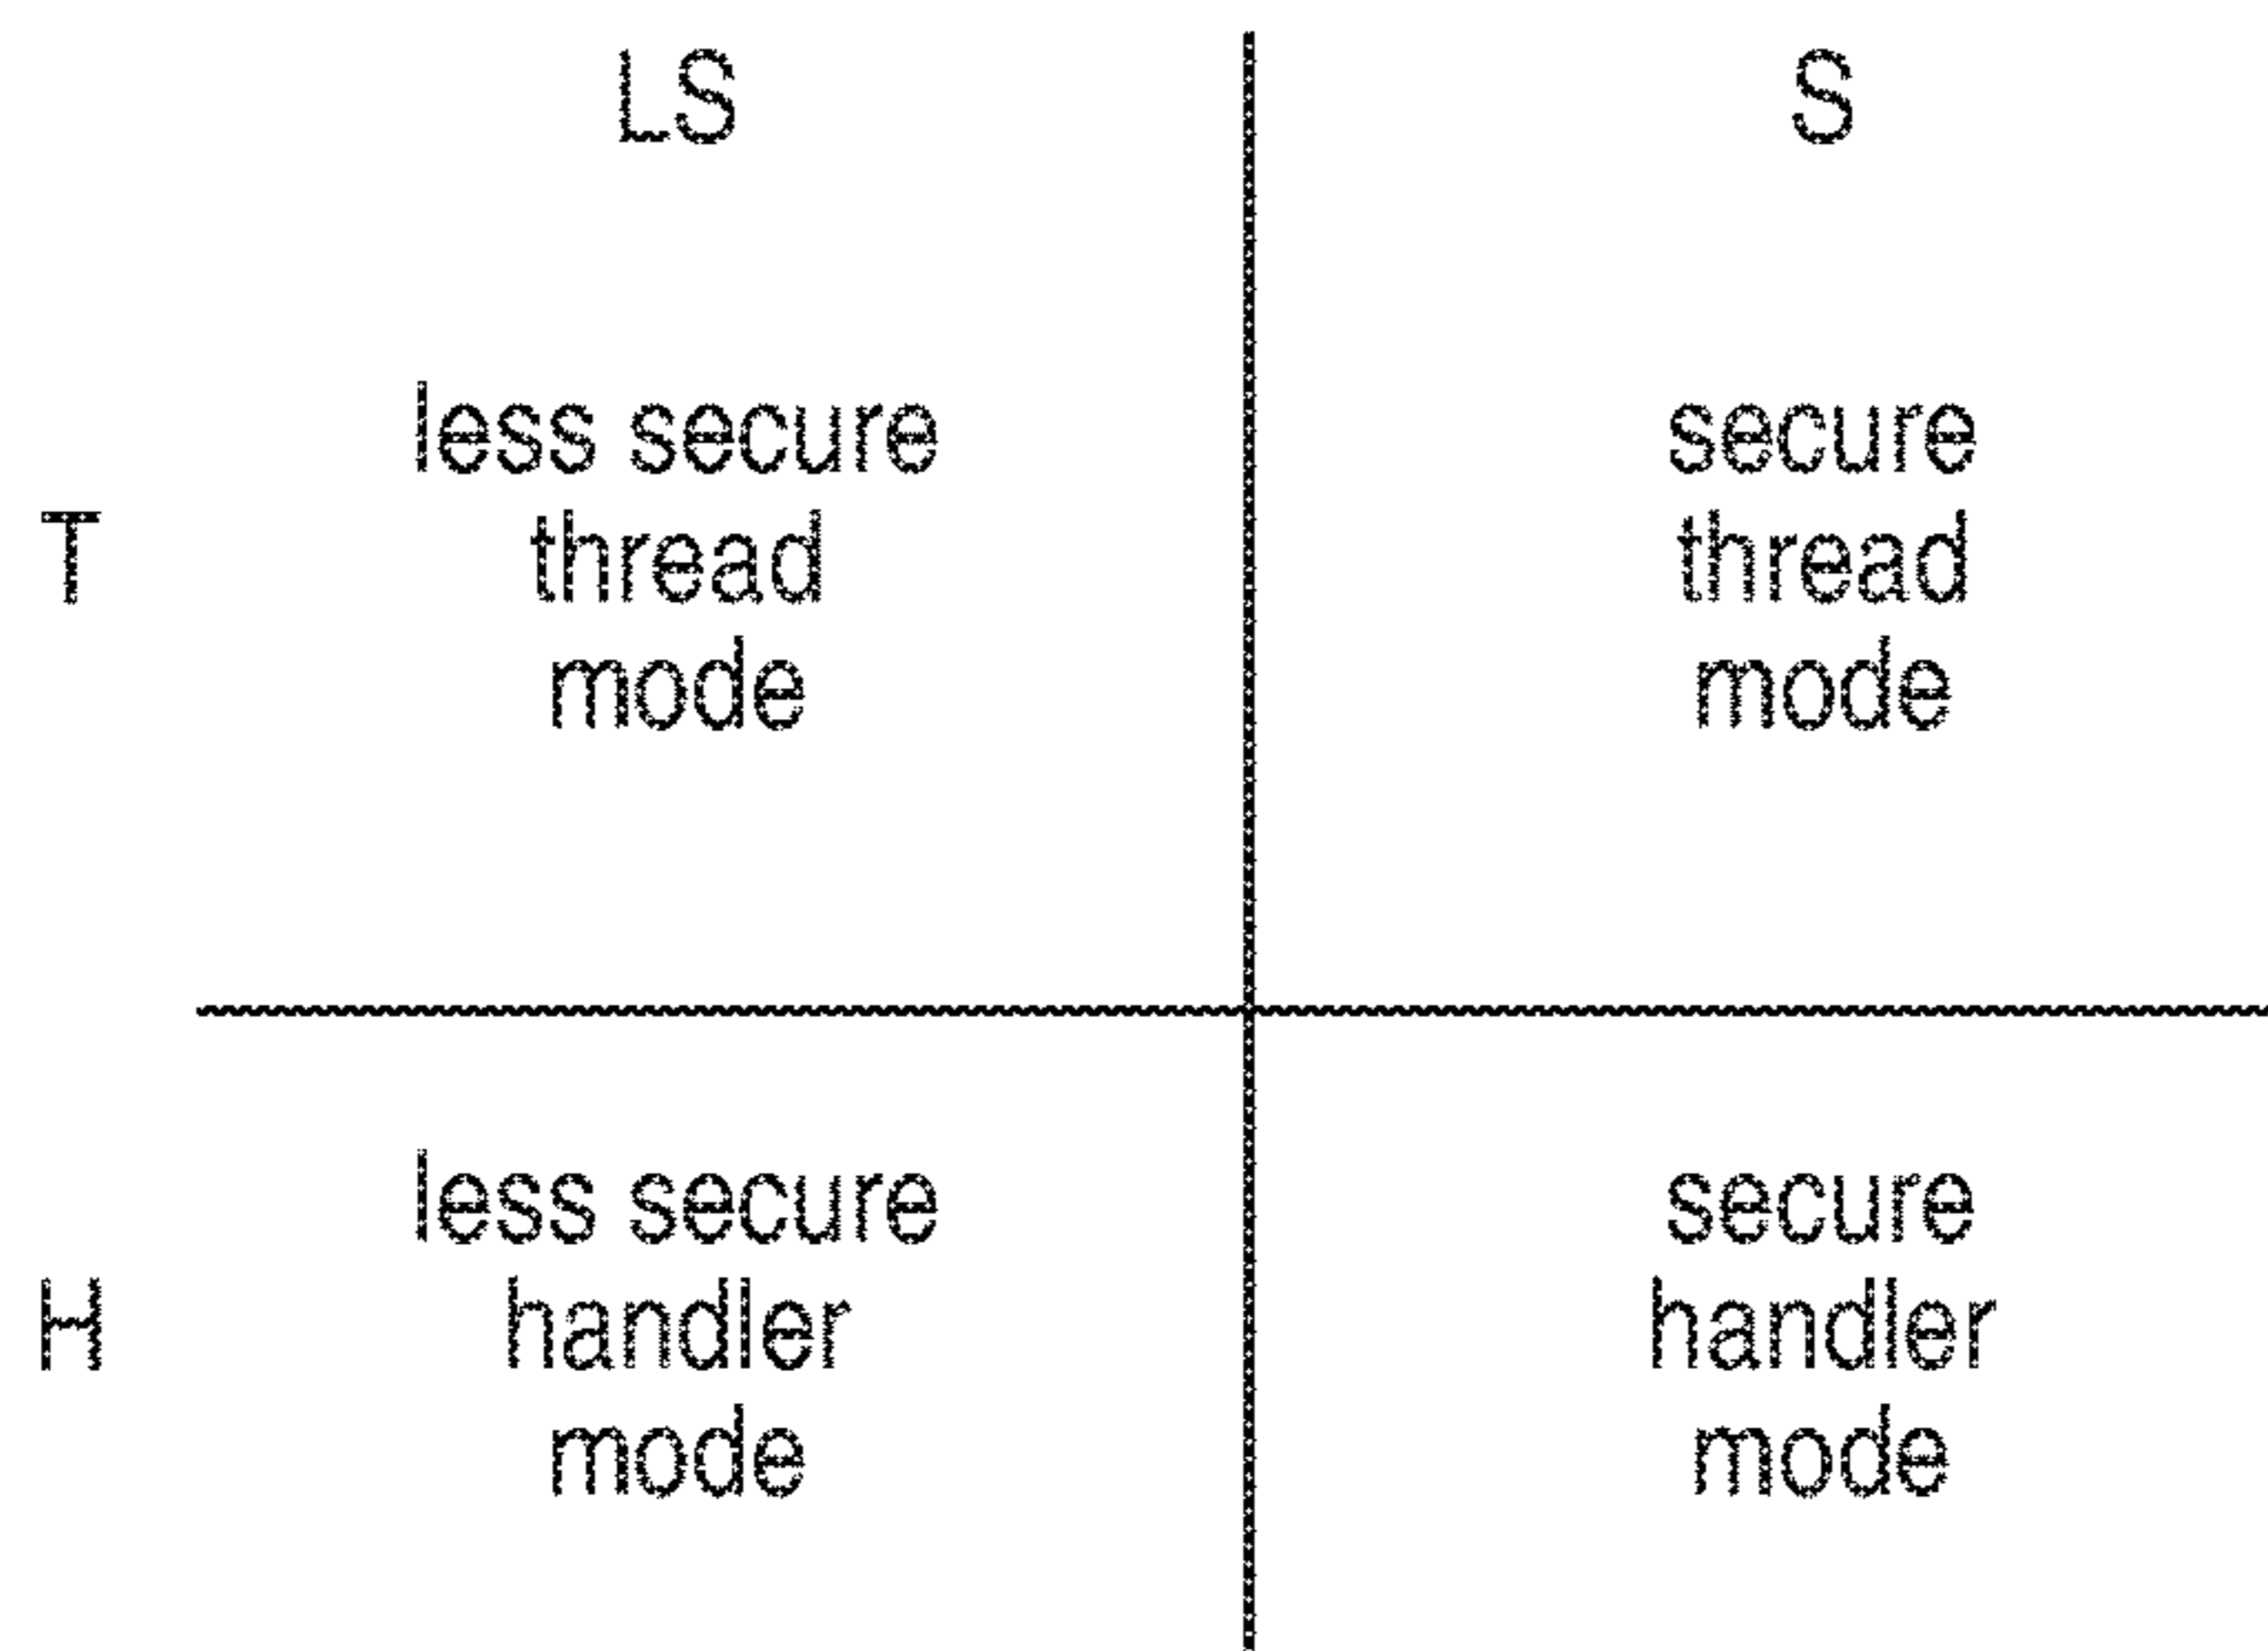 LS
S
T
less secure
thread
mode
secure
thread
mode
H
less secure
handler
mode
secure
handler
mode